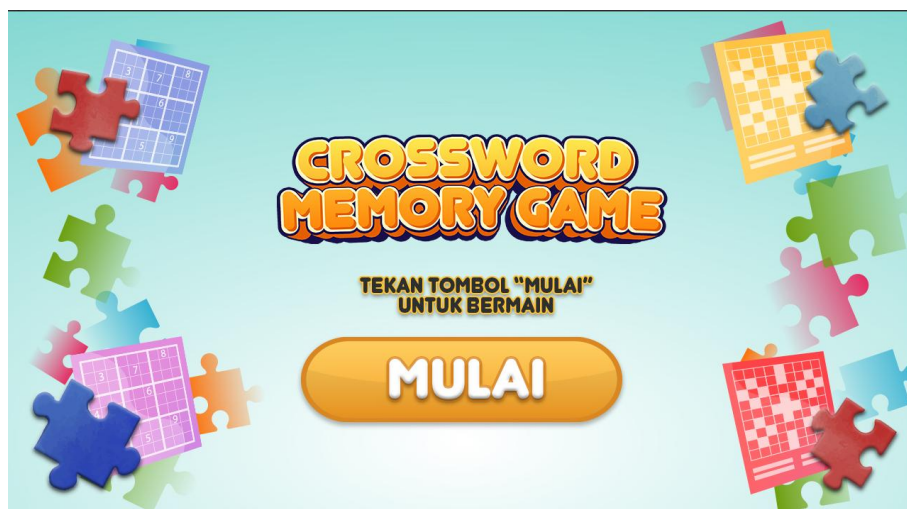 CROSSWORD
MEMORY GAME
TEKAN TOMBOL "MULAI"
UNTUK BERMAIN
MULAI